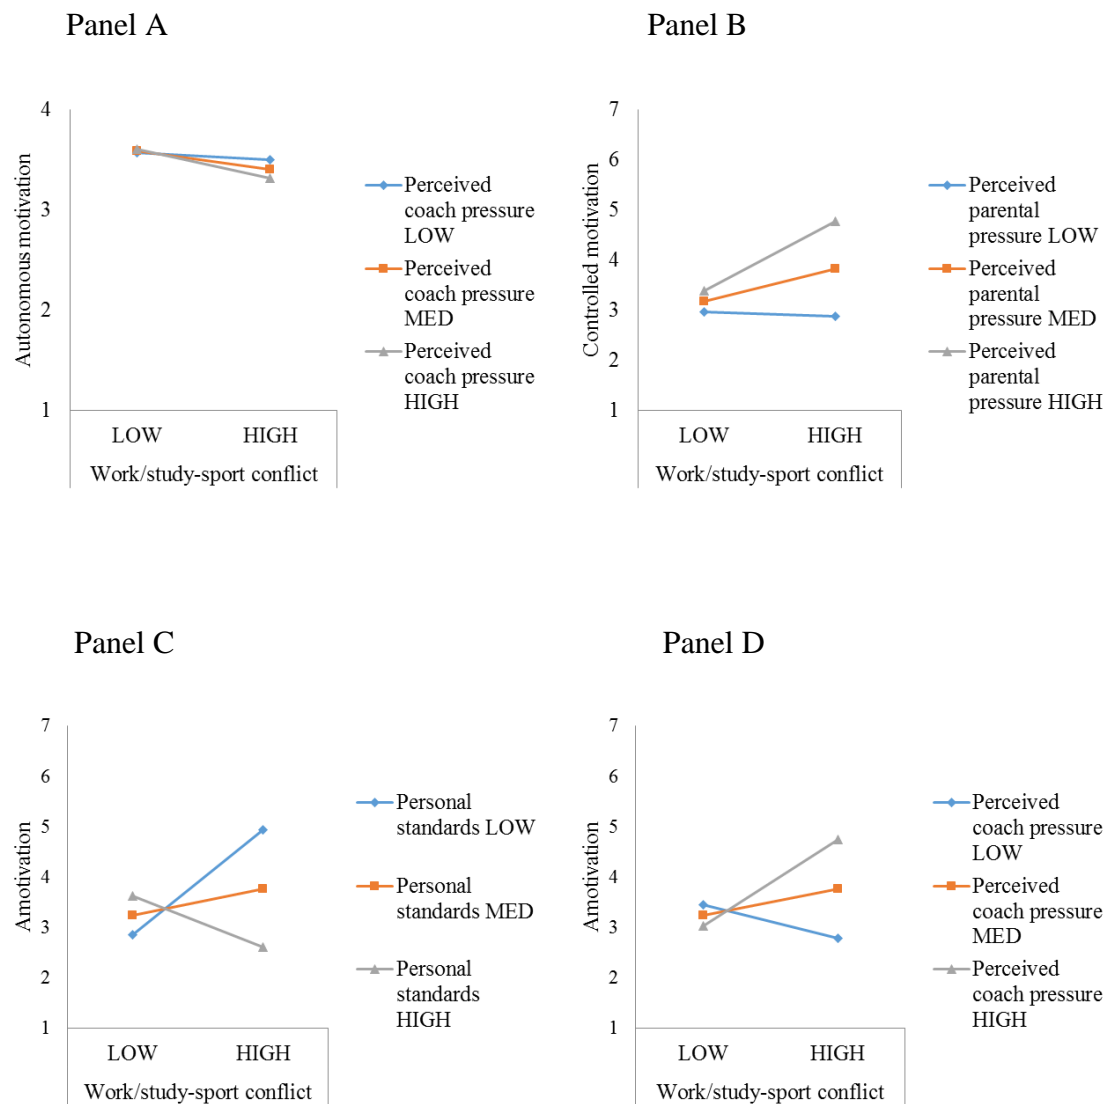 Panel A
4
3
2
1
Autonomous motivation
LOW
HIGH
Work/study-sport conflict
Perceived
coach pressure
LOW
Perceived
coach pressure
MED
Perceived
coach pressure
HIGH
Panel B
7
6
5
4
3
2
1
Controlled motivation
LOW
HIGH
Work/study-sport conflict
Perceived
parental
pressure LOW
Perceived
parental
pressure MED
Perceived
parental
pressure HIGH
Panel C
7
6
5
4
3
2
1
Amotivation
LOW
HIGH
Work/study-sport conflict
Personal
standards LOW
Personal
standards MED
Personal
standards
HIGH
Panel D
7
6
5
4
3
2
1
Amotivation
LOW
HIGH
Work/study-sport conflict
Perceived
coach pressure
LOW
Perceived
coach pressure
MED
Perceived
coach pressure
HIGH